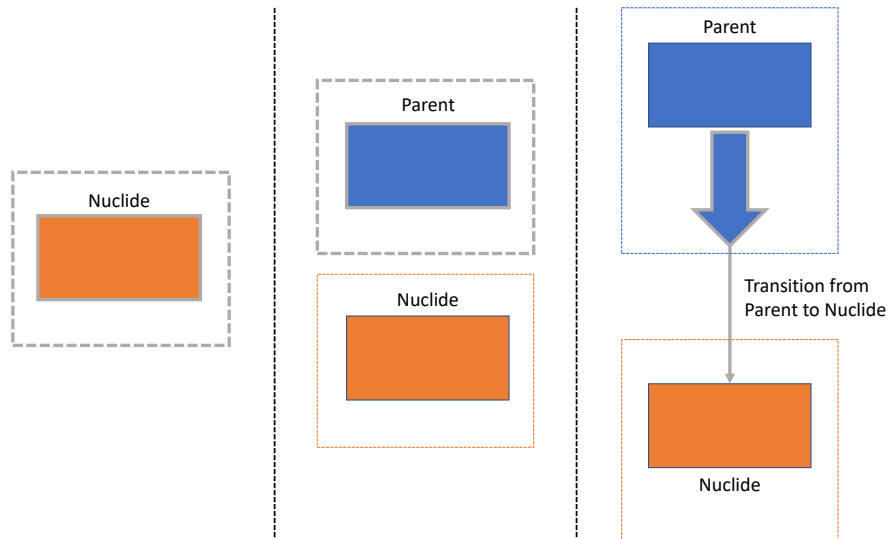 Nuclide
Parent
Nuclide
Parent
Transition from
Parent to Nuclide
Nuclide